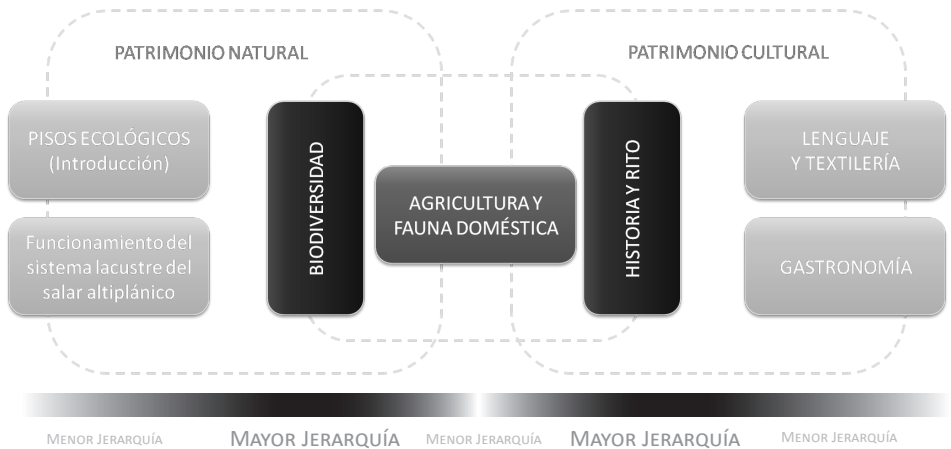 PATRIMONIO NATURAL
PATRIMONIO CULTURAL
PISOS ECOLÓGICOS
(Introducción)
Funcionamiento del
sistema lacustre del
salar altiplánico
BIODIVERSIDAD
AGRICULTURA Y
FAUNA DOMÉSTICA
HISTORIA Y RITO
LENGUAJE
Y TEXTILERÍA
GASTRONOMÍA
MENOR JERARQUÍA
MAYOR JERARQUÍA
MENOR JERARQUÍA
MAYOR JERARQUÍA
MENOR JERARQUÍA